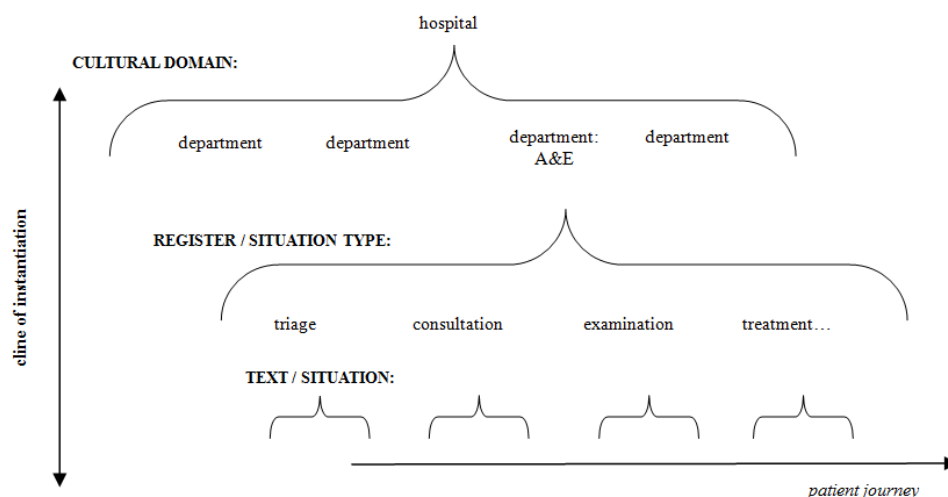 hospital
CULTURAL DOMAIN:
department
department
department:
A&E
department
REGISTER / SITUATION TYPE:
triage
consultation
examination
treatment…
TEXT / SITUATION:
cline of instantiation
patient journey